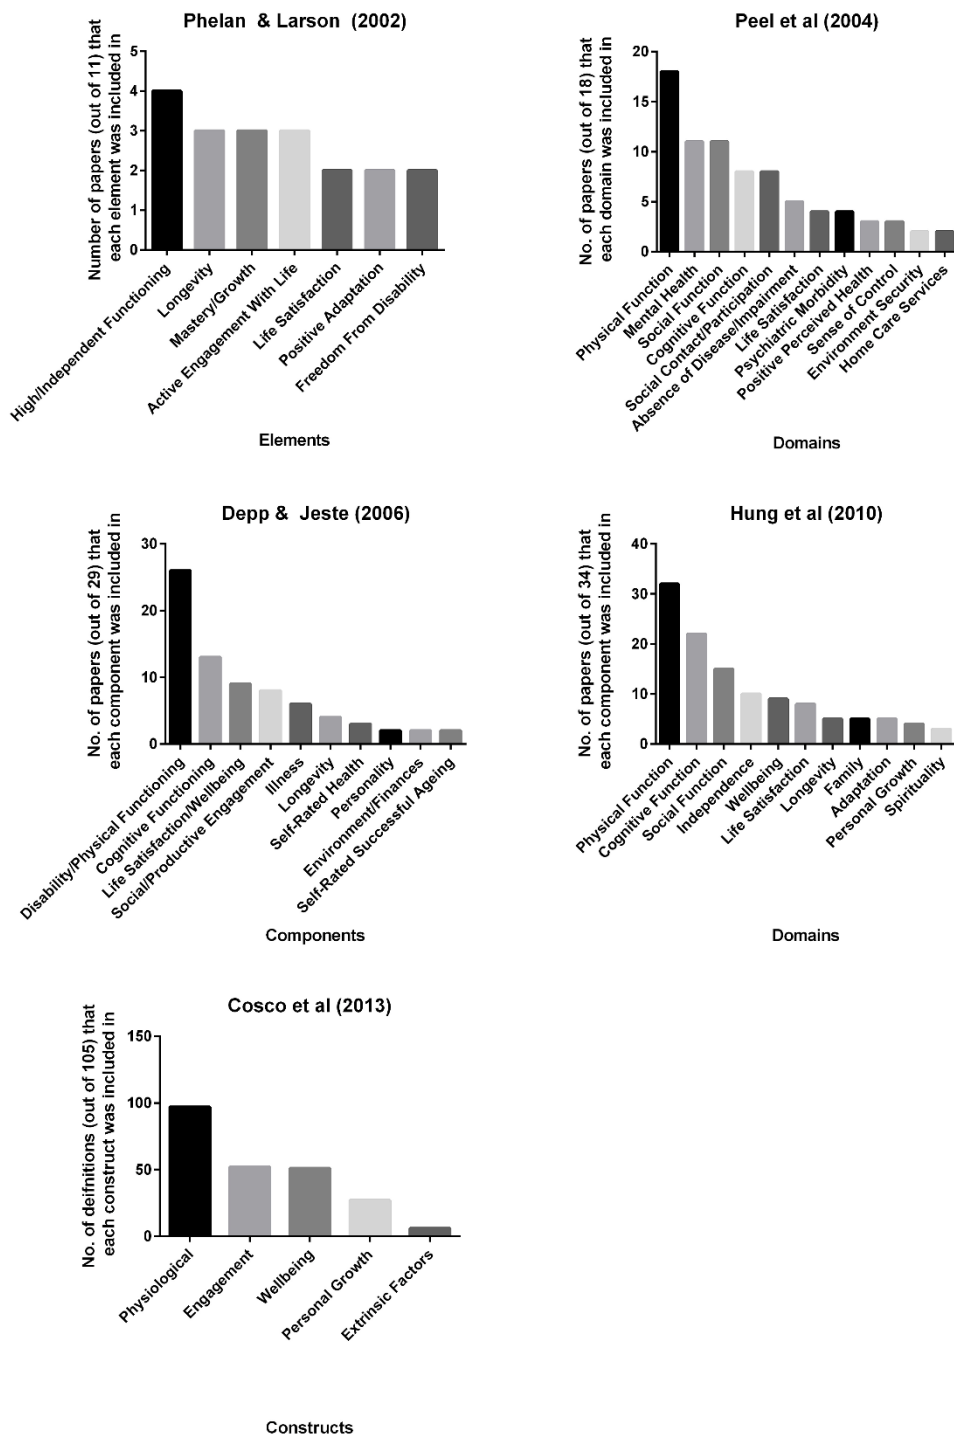 Phelan & Larson (2002)
Number of papers (out of 11) that
each element was included in
5
4
3
2
1
0
High/Independent Functioning
Longevity
Mastery/Growth
Active Engagement With Life
Life Satisfaction
Positive Adaptation
Freedom From Disability
Elements
Peel et al (2004)
No. of papers (out of 18) that
each domain was included in
20
15
10
5
0
Physical Function
Mental Health
Social Function
Cognitive Function
Social Contact/Participation
Absence of Disease/Impairment
Life Satisfaction
Psychiatric Morbidity
Positive Perceived Health
Sense of Control
Environment Security
Home Care Services
Domains
Depp & Jeste (2006)
No. of papers (out of 29) that
each component was included in
30
20
10
0
Disability/Physical Functioning
Cognitive Functioning
Life Satisfaction/Wellbeing
Social/Productive Engagement
Illness
Longevity
Self-Rated Health
Personality
Environment/Finances
Self-Rated Successful Ageing
Components
Hung et al (2010)
No. of papers (out of 34) that
each component was included in
40
30
20
10
0
Physical Function
Cognitive Function
Social Function
Independence
Wellbeing
Life Satisfaction
Longevity
Family
Adaptation
Personal Growth
Spirituality
Domains
Cosco et al (2013)
No. of deifnitions (out of 105) that
each construct was included in
150
100
50
0
Physiological
Engagement
Wellbeing
Personal Growth
Extrinsic Factors
Constructs